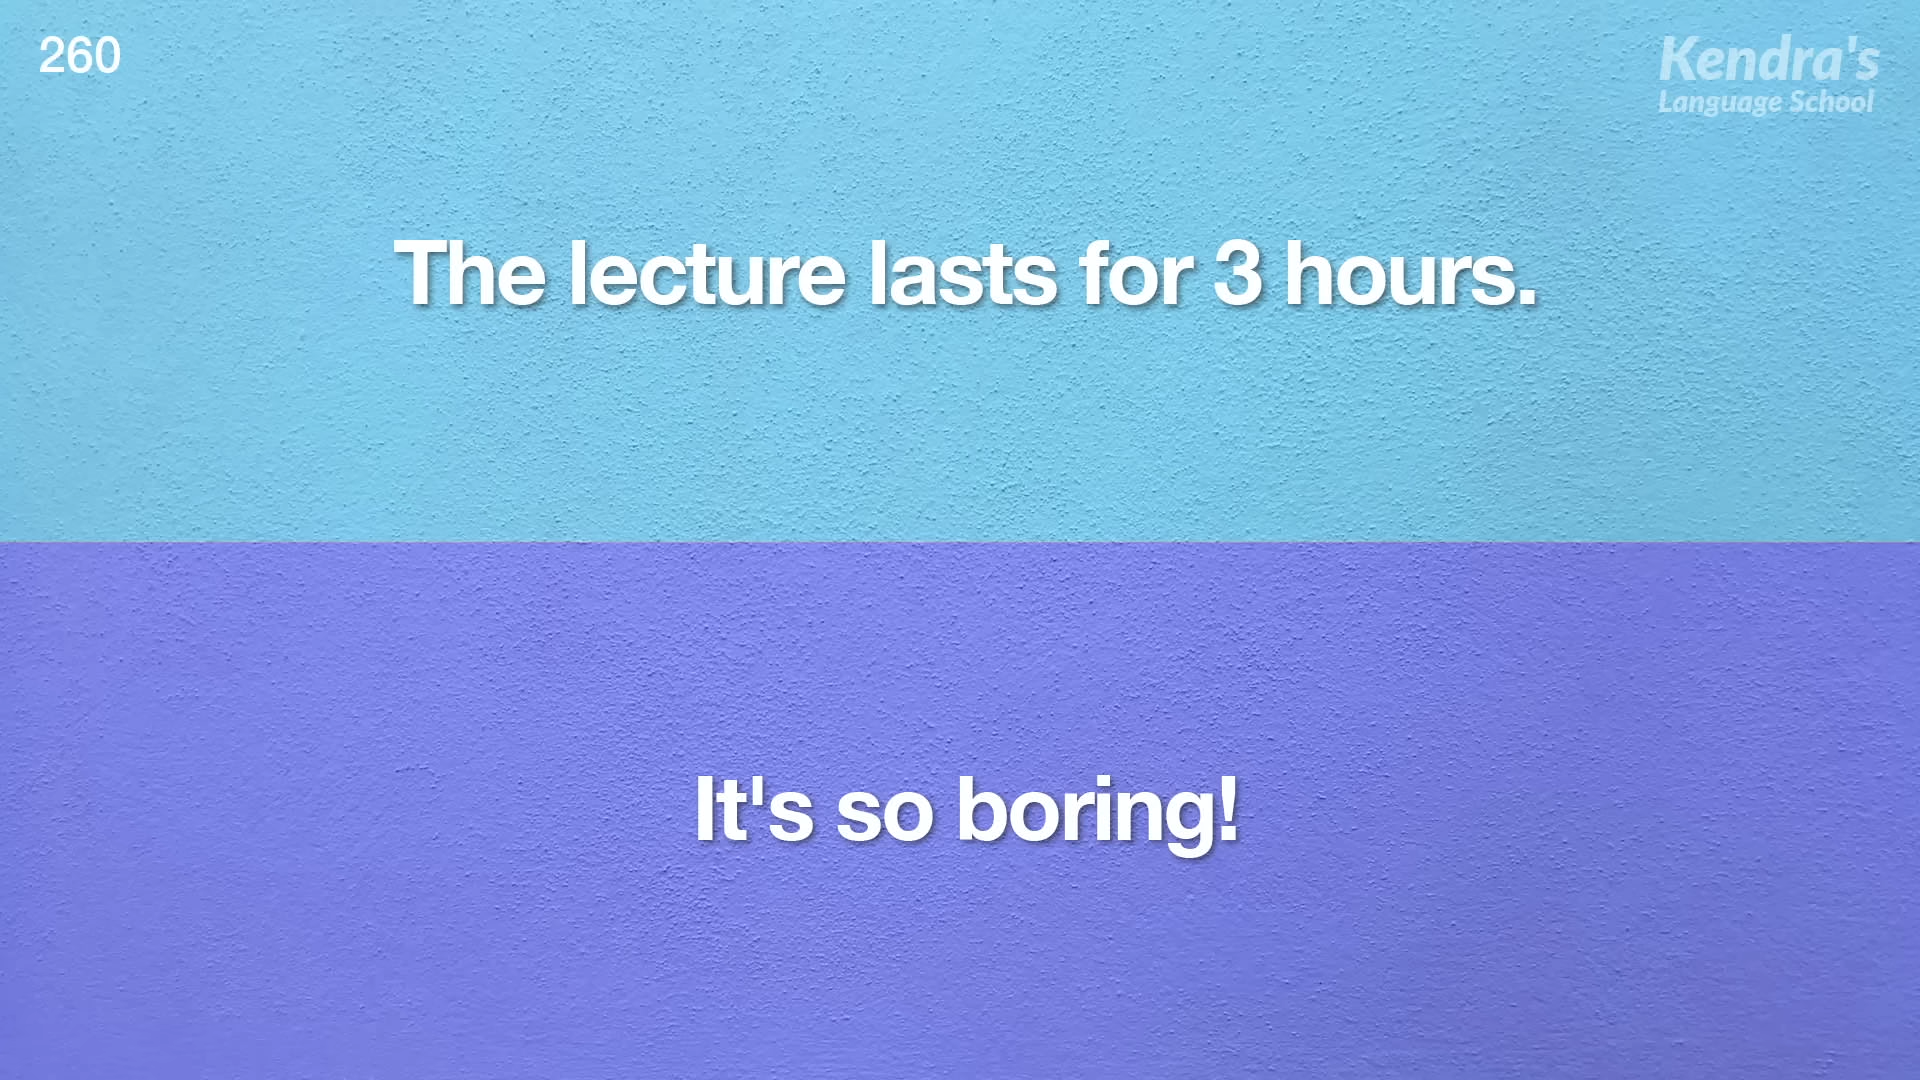 260
Kendra's
Language School
The lecture lasts for 3 hours.
It's so boring!